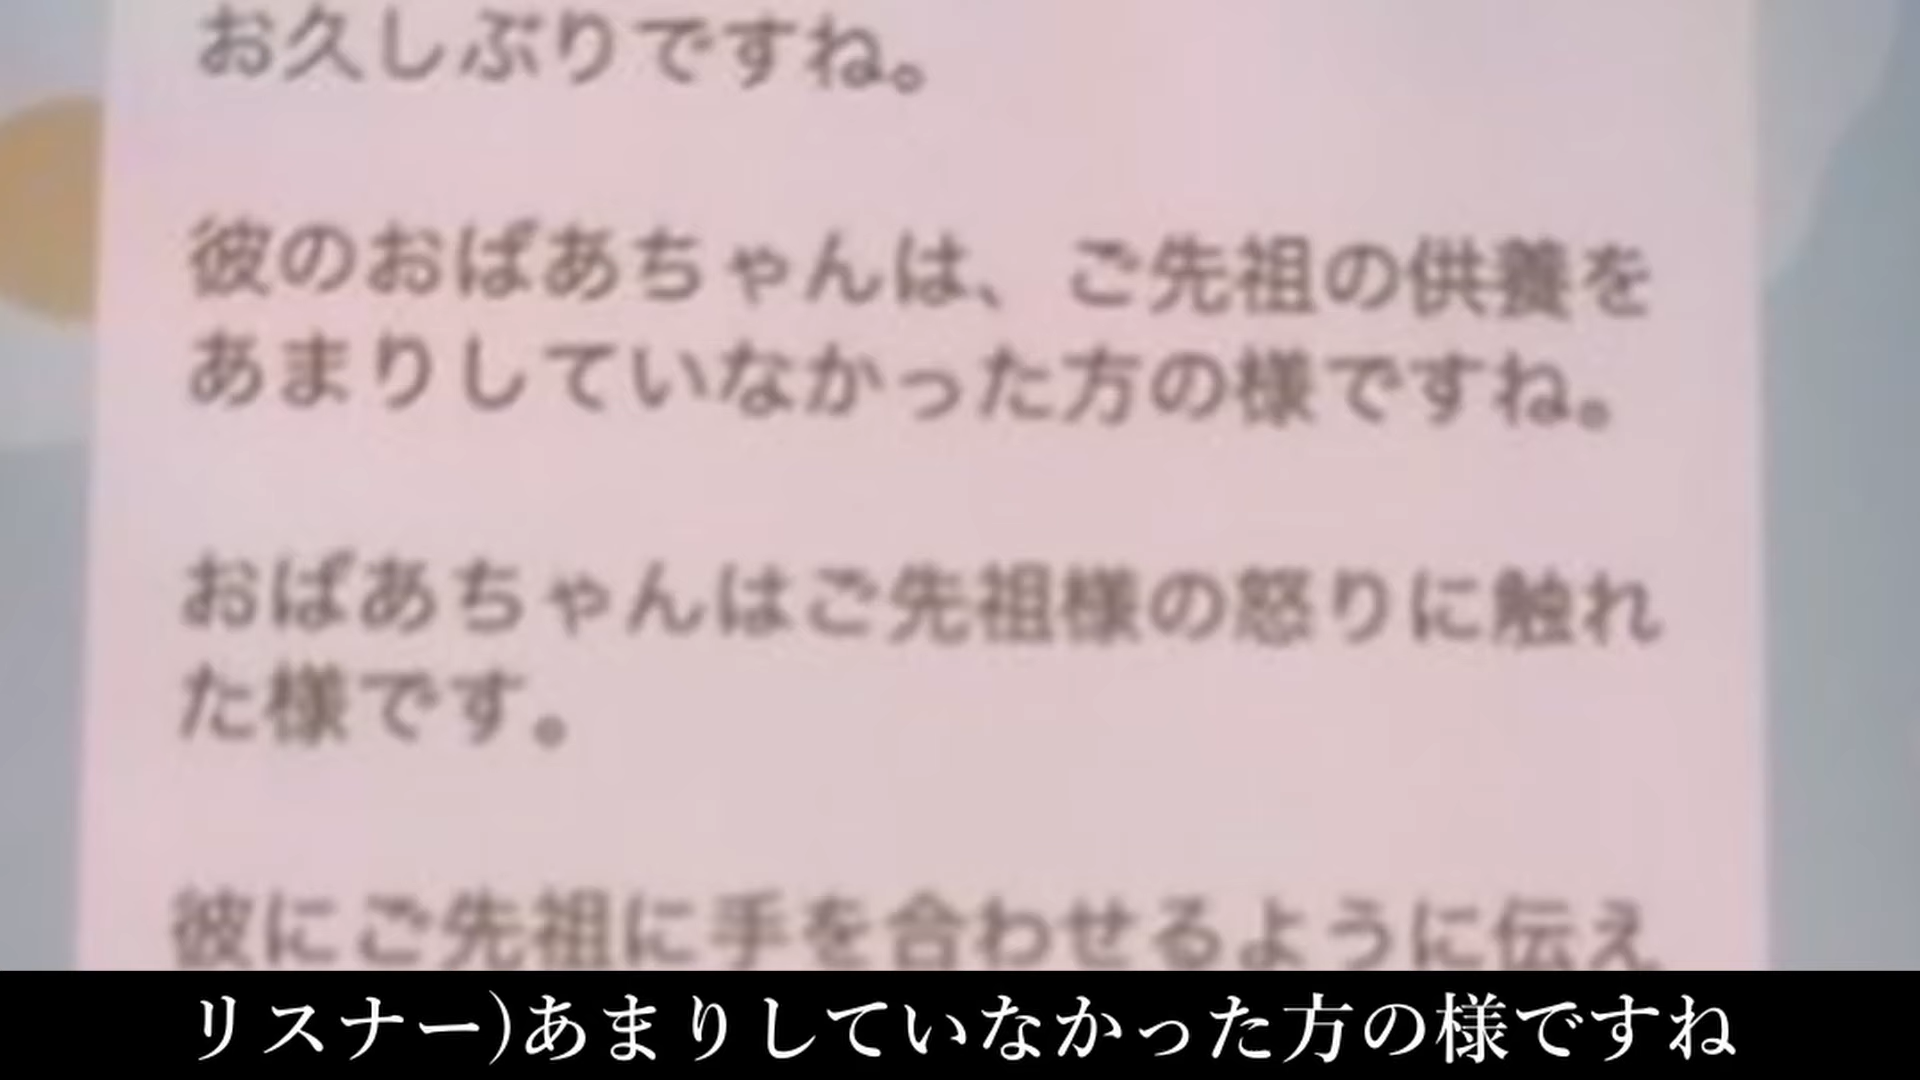 お久しぶりですね。
彼のおばあちゃんは、ご先祖の供養を
あまりしていなかった方の様ですね。
おばあちゃんはご先祖様の怒りに触れ
た様です。
彼にご先祖に手を合わせるように伝え
リスナー)あまりしていなかった方の様ですね